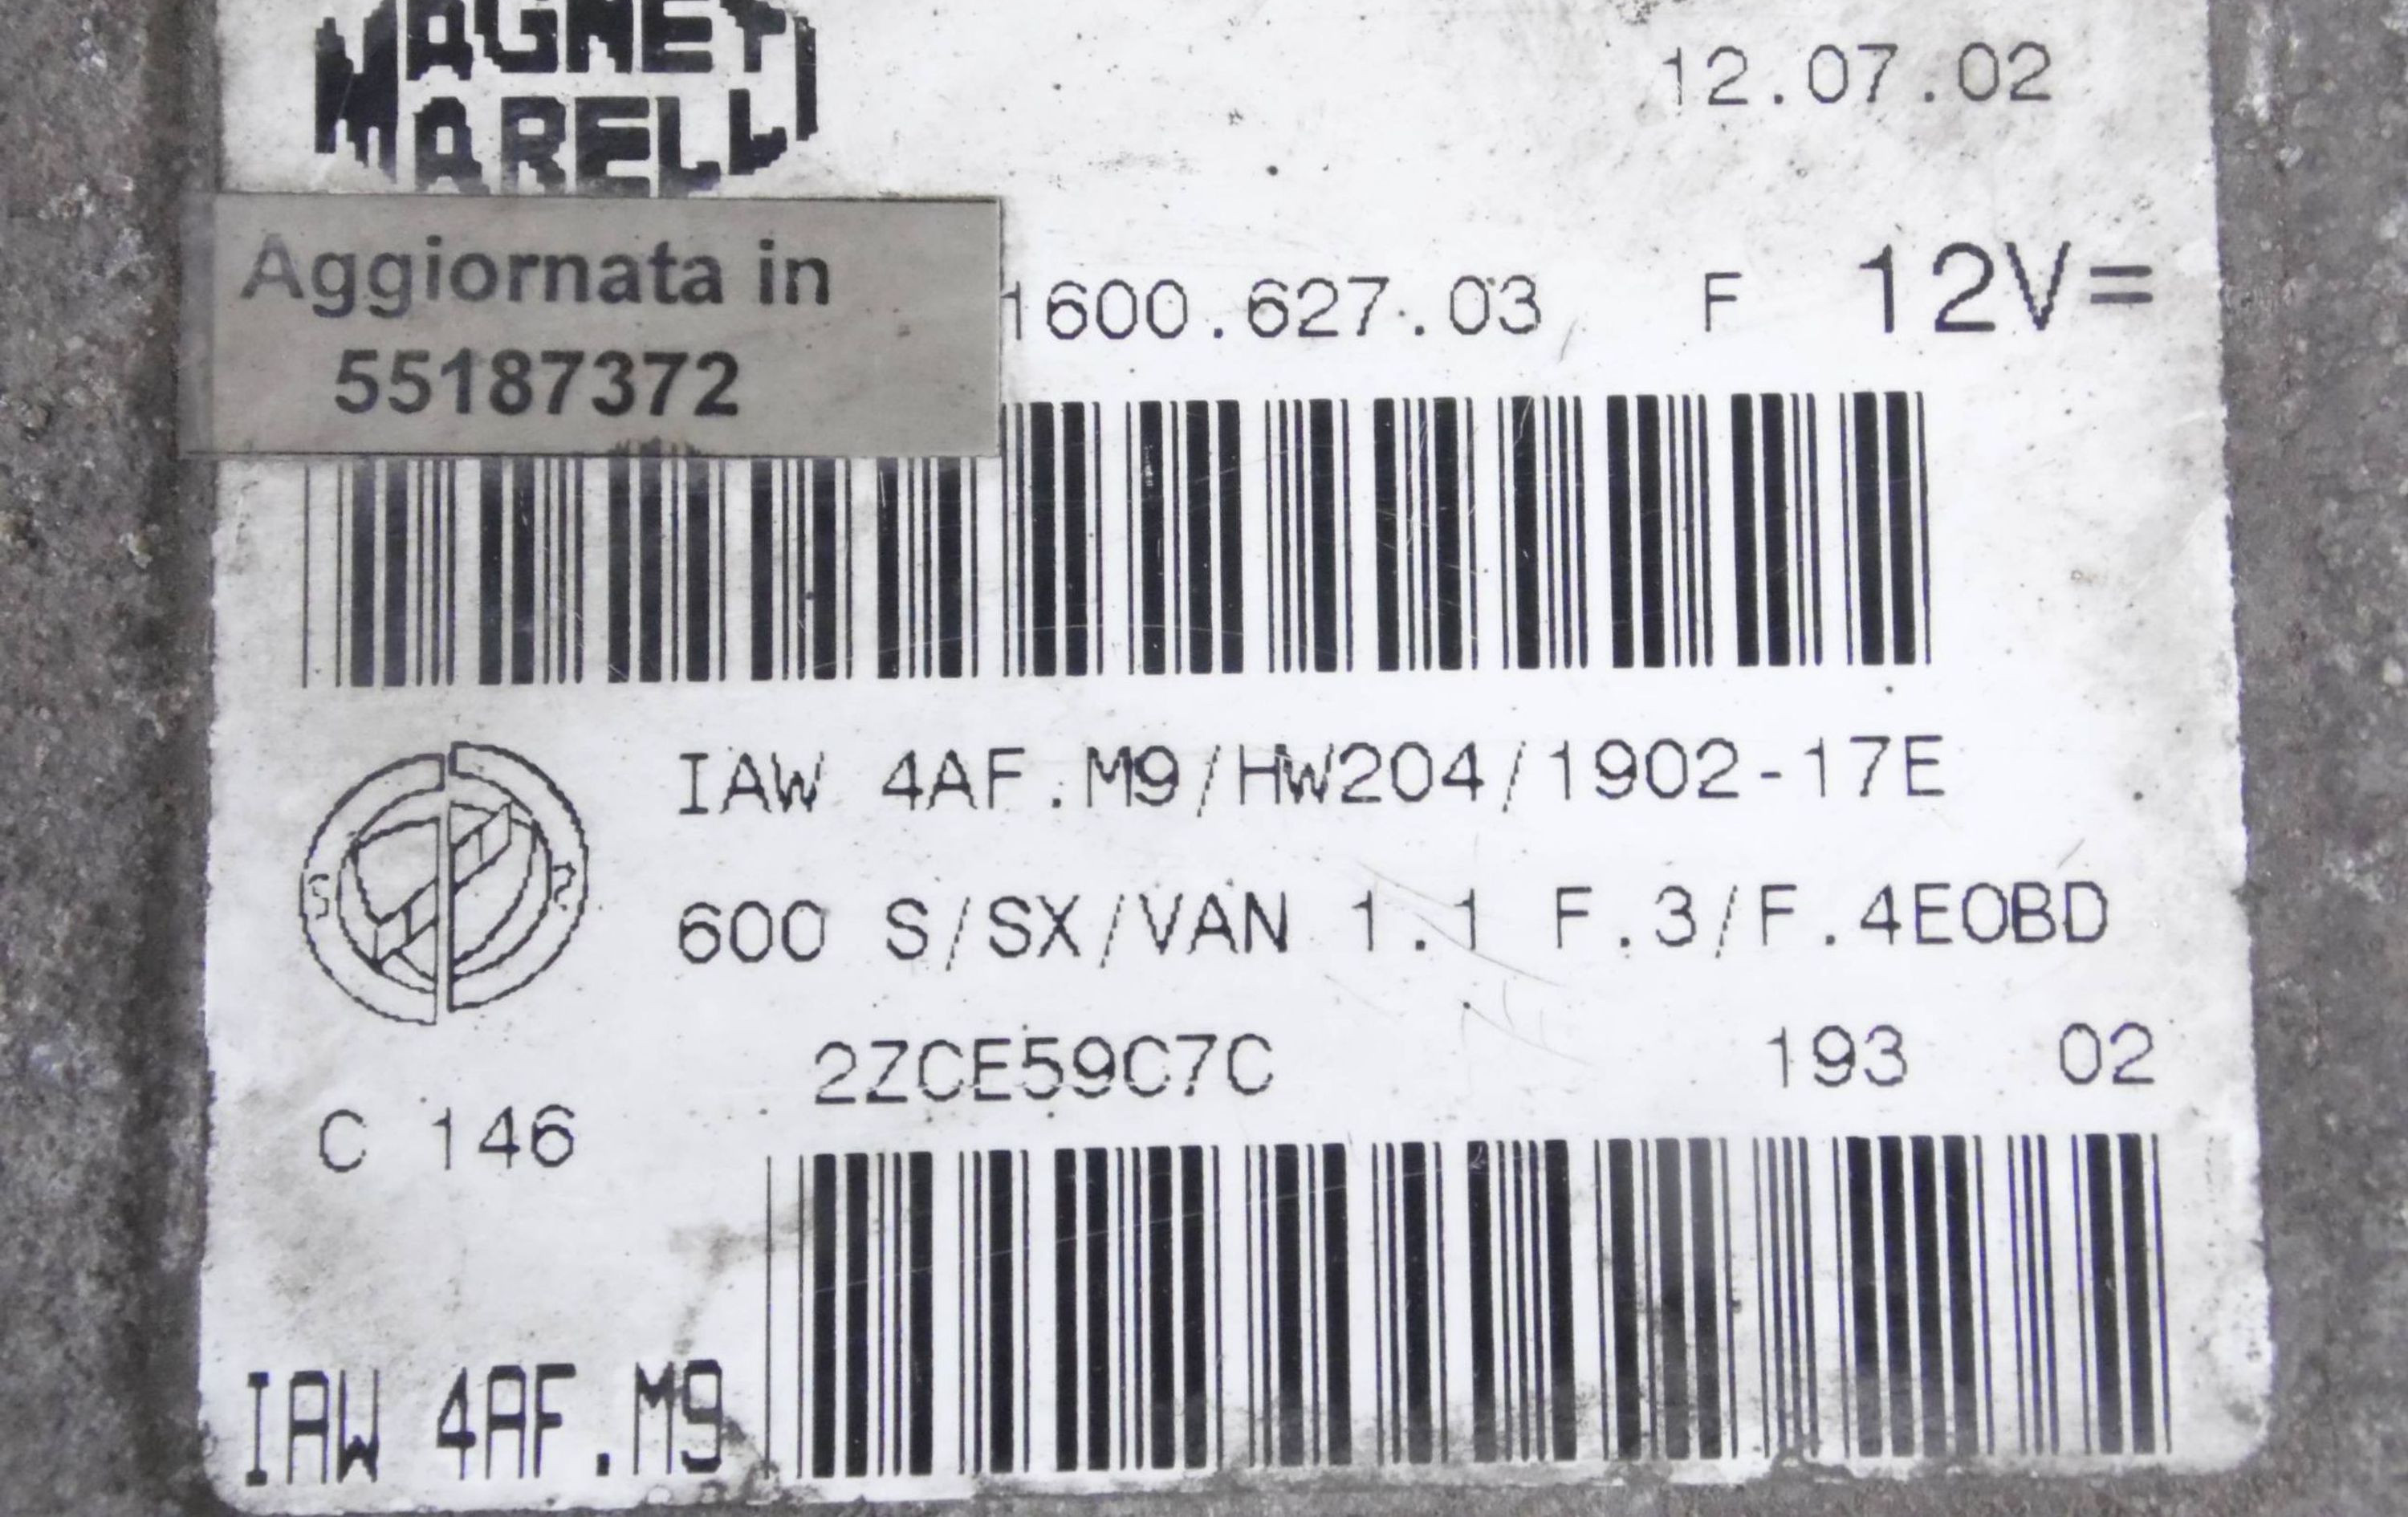 MAGNETI
MARELLI
12.07.02
Aggiornata in
55187372
1600.627.03 F 12V=
IAW 4AF.M9/HW204/1902-17E
600 S/SX/VAN 1.1 F.3/F.4EOBD
2ZCE59C7C 193 02
C 146
IAW 4AF.M9